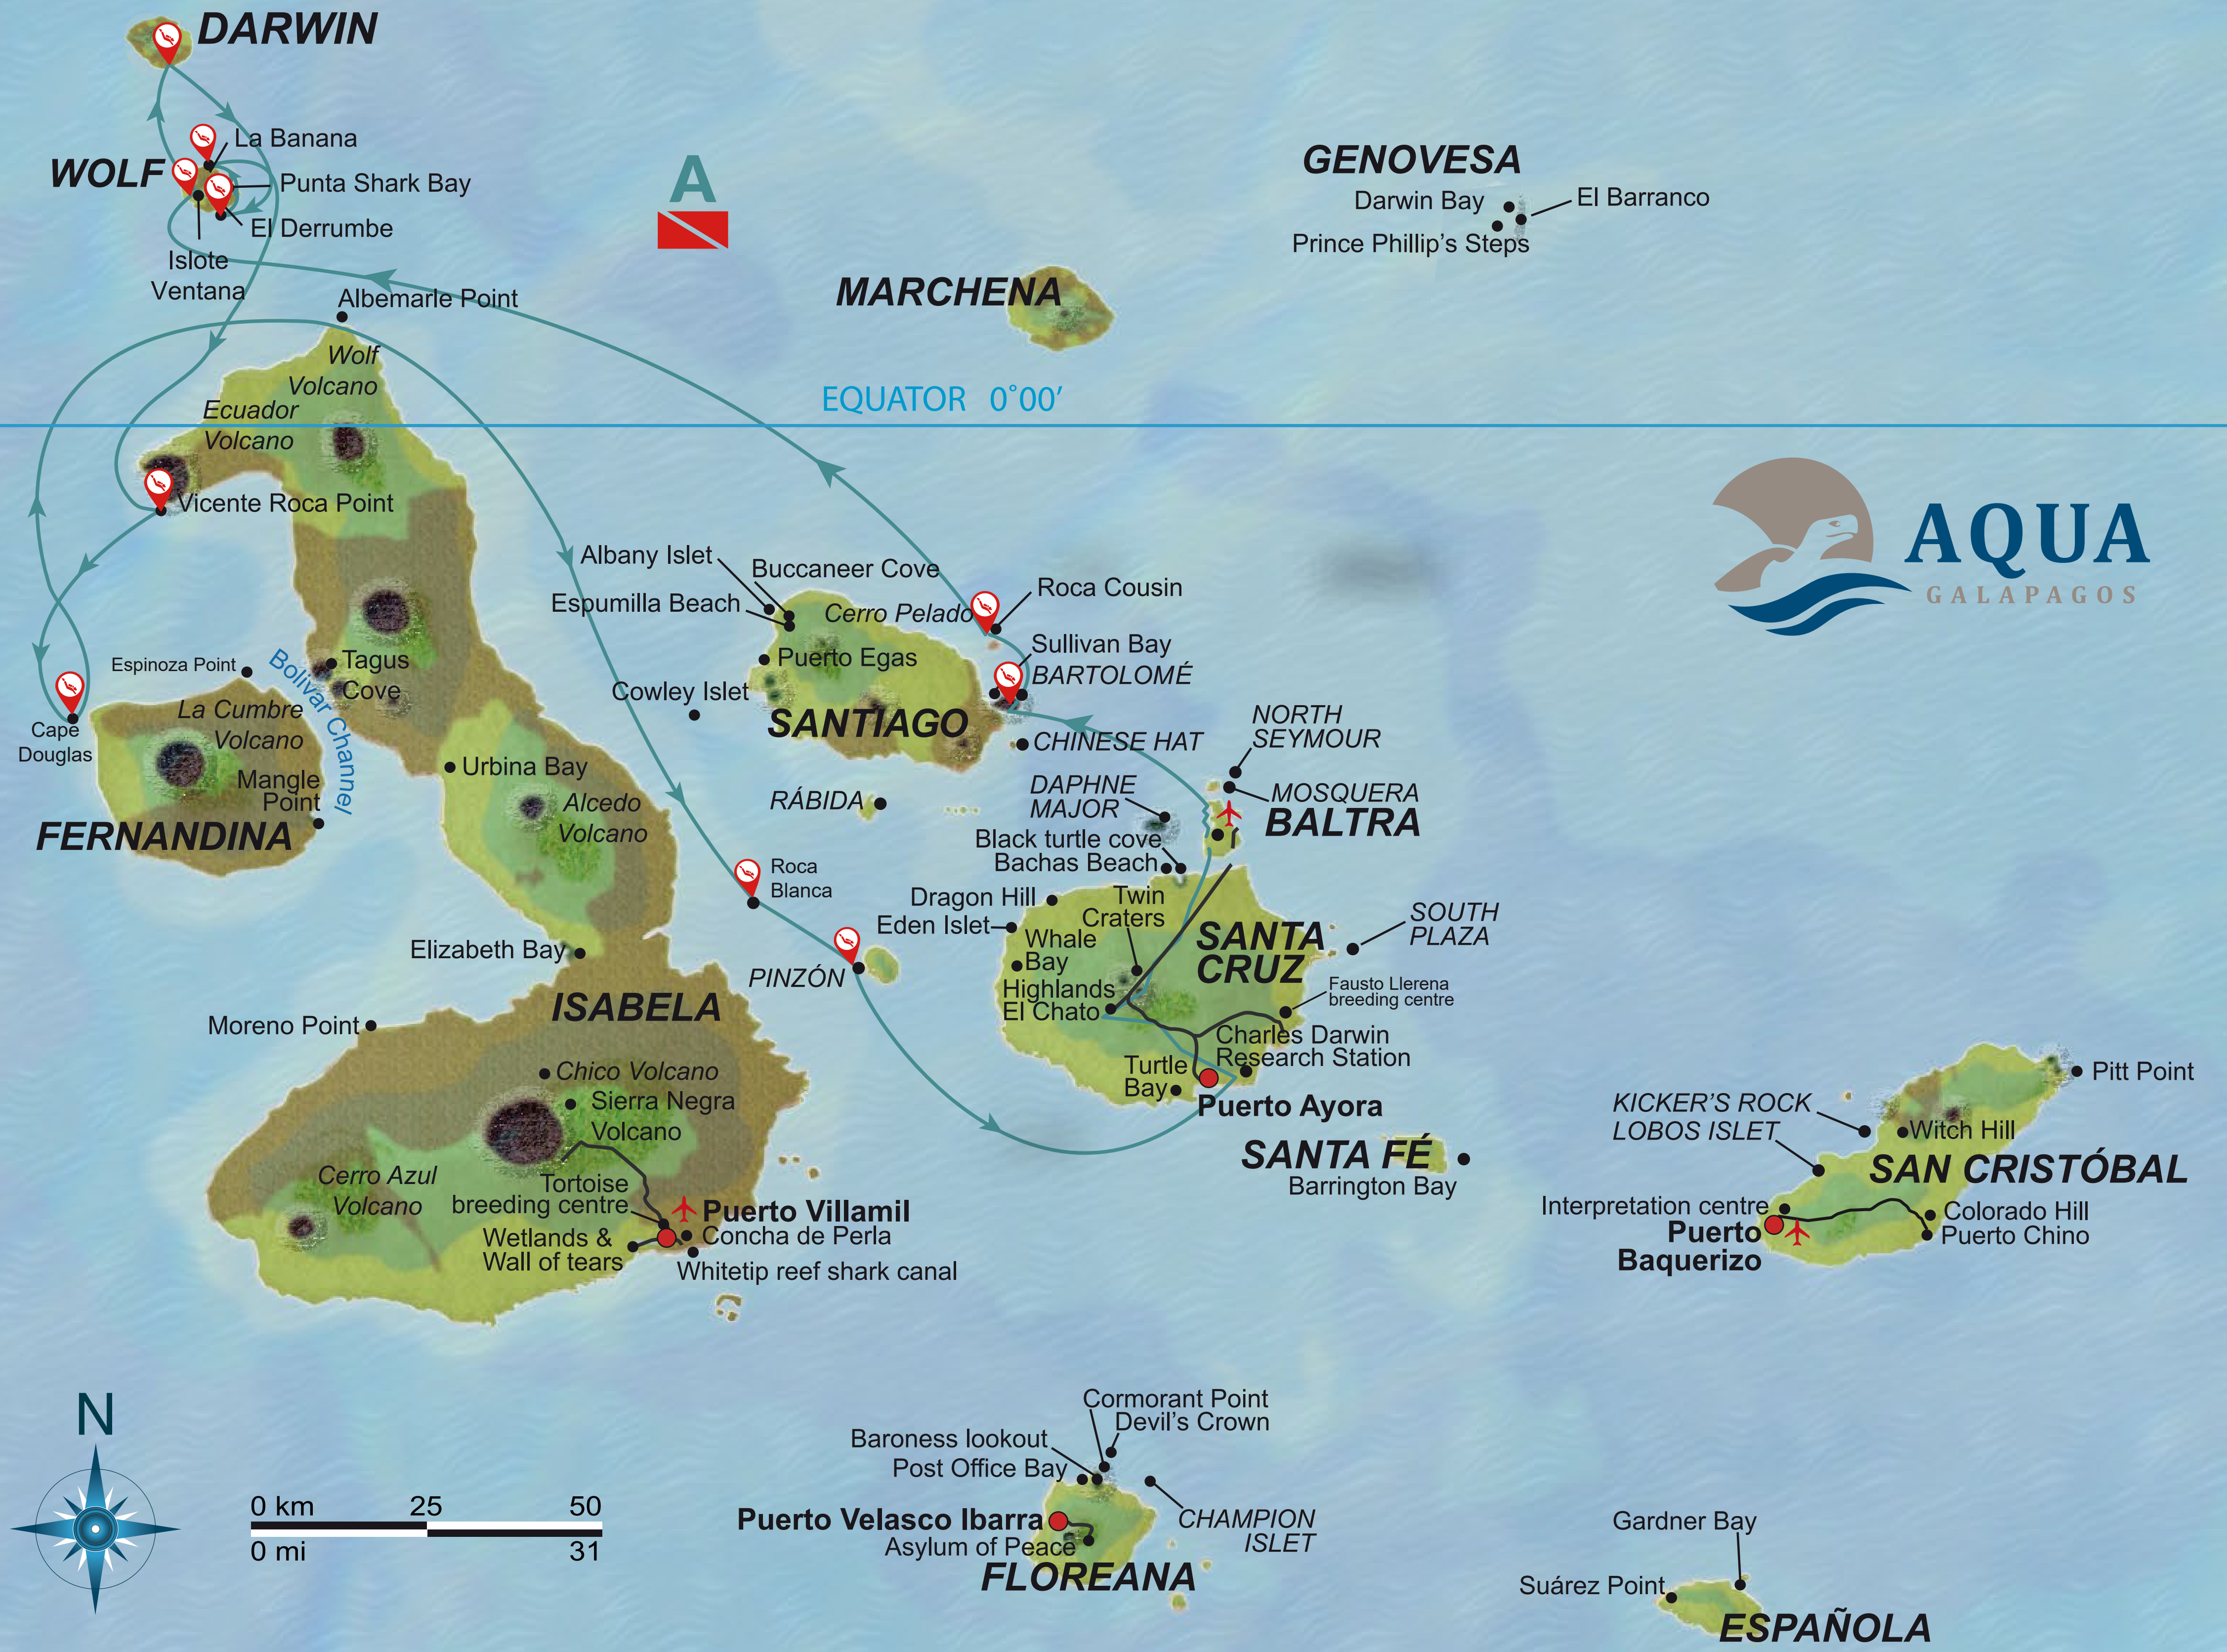 DARWIN
La Banana
WOLF
Punta Shark Bay
El Derrumbe
Islote
Ventana
A
GENOVESA
Darwin Bay
El Barranco
Prince Phillip's Steps
MARCHENA
Albemarle Point
Wolf
Volcano
EQUATOR 0°00'
Ecuador
Volcano
Vicente Roca Point
AQUA
GALAPAGOS
Albany Islet
Buccaneer Cove
Espumilla Beach
Cerro Pelado
Roca Cousin
Sullivan Bay
BARTOLOMÉ
Puerto Egas
Cowley Islet
SANTIAGO
CHINESE HAT
Espinoza Point
Bolivar Channel
Tagus
Cove
La Cumbre
Volcano
Cape
Douglas
Mangle
Point
FERNANDINA
Urbina Bay
Alcedo
Volcano
NORTH
SEYMOUR
RÁBIDA
DAPHNE
MAJOR
MOSQUERA
BALTRA
Black turtle cove
Bachas Beach
Roca
Blanca
Dragon Hill
Twin
Craters
Eden Islet
Whale
Bay
SANTA
CRUZ
SOUTH
PLAZA
Elizabeth Bay
PINZÓN
Highlands
El Chato
Fausto Llerena
breeding centre
ISABELA
Moreno Point
Charles Darwin
Research Station
Turtle
Bay
Puerto Ayora
Chico Volcano
Sierra Negra
Volcano
SANTA FÉ
Barrington Bay
Pitt Point
KICKER'S ROCK
LOBOS ISLET
Witch Hill
SAN CRISTÓBAL
Cerro Azul
Volcano
Tortoise
breeding centre
Puerto Villamil
Concha de Perla
Wetlands &
Wall of tears
Whitetip reef shark canal
Interpretation centre
Puerto
Baquerizo
Colorado Hill
Puerto Chino
N
0 km 25 50
0 mi 31
Cormorant Point
Devil's Crown
Baroness lookout
Post Office Bay
Puerto Velasco Ibarra
Asylum of Peace
CHAMPION
ISLET
FLOREANA
Gardner Bay
Suárez Point
ESPAÑOLA